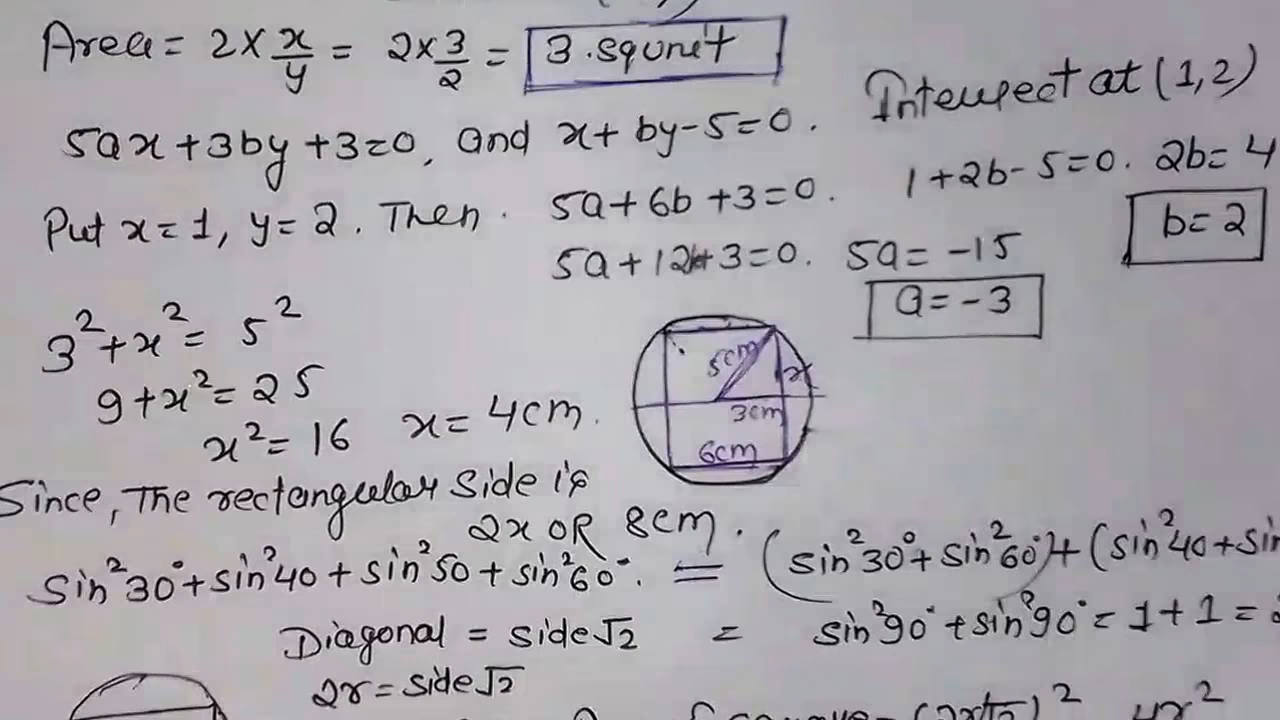 Area = 2 × x/y = 2 × 3/2 = 3. squnit
5ax + 3by + 3 = 0, and x + by - 5 = 0. Intersect at (1,2)
Put x = 1, y = 2. Then. 5a + 6b + 3 = 0. 1 + 2b - 5 = 0. 2b = 4
b = 2
5a + 12 + 3 = 0. 5a = -15
a = -3
3² + x² = 5²
9 + x² = 25
x² = 16 x = 4cm.
5cm
x
3cm
6cm
Since, The rectangular side is
2x OR 8cm.
sin²30° + sin²40 + sin²50 + sin²60°. = (sin²30° + sin²60°) + (sin²40 + sin
Diagonal = side√2 = sin²90° + sin²90° = 1 + 1 =
2r = side√2